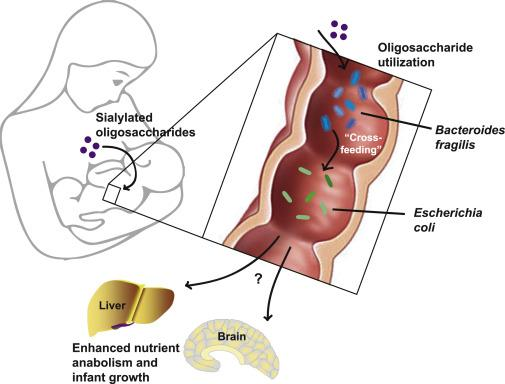 Oligosaccharide
utilization
Sialylated
oligosaccharides
"Cross-
feeding"
Bacteroides
fragilis
Escherichia
coli
?
Liver
Brain
Enhanced nutrient
anabolism and
infant growth